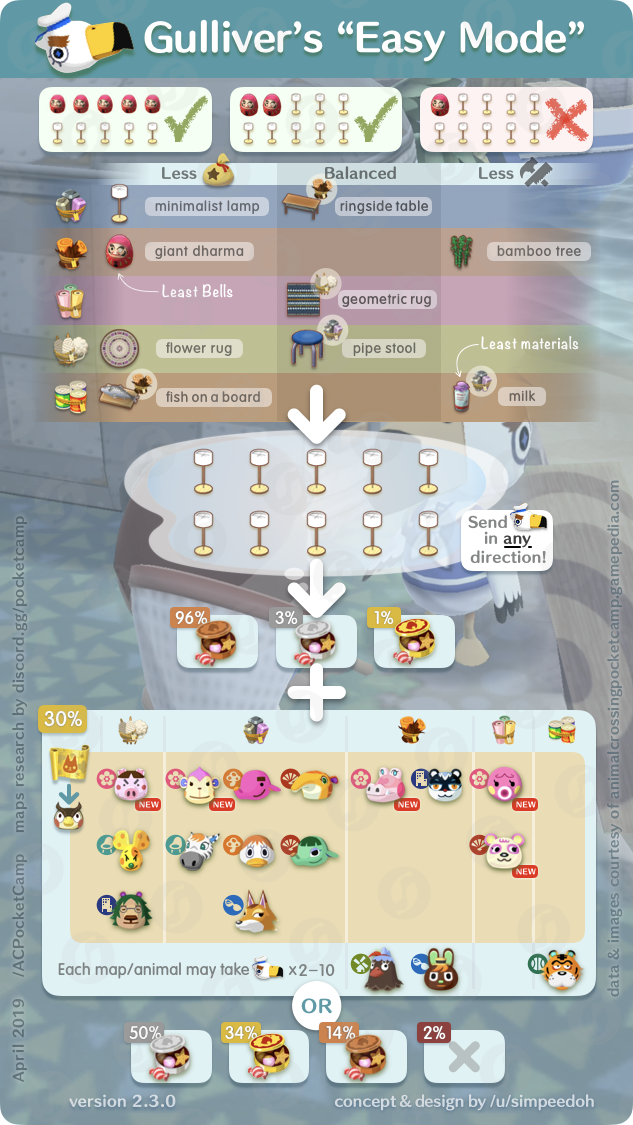 Gulliver's "Easy Mode"
Less
Balanced
Less
minimalist lamp
ringside table
giant dharma
bamboo tree
Least Bells
geometric rug
flower rug
pipe stool
Least materials
fish on a board
milk
Send
in any
direction!
96%
3%
1%
30%
NEW
NEW
NEW
NEW
NEW
Each map/animal may take x2-10
OR
50%
34%
14%
2%
version 2.3.0
concept & design by /u/simpeedoh
April 2019 /ACPocketCamp maps research by discord.gg/pocketcamp
data & images courtesy of animalcrossingpocketcamp.gamepedia.com